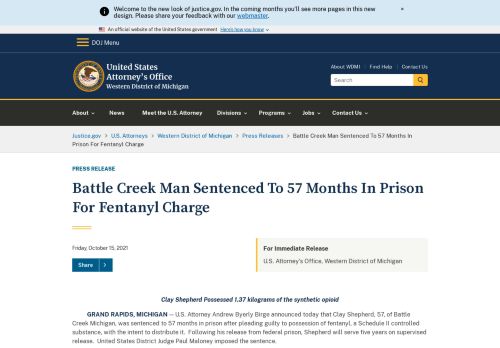 Welcome to the new look of justice.gov. In the coming months you'll see more pages in this new
design. Please share your feedback with our webmaster.
×
An official website of the United States government Here's how you know
DOJ Menu
United States
Attorney's Office
Western District of Michigan
About WDMI Find Help Contact Us
Search
About News Meet the U.S. Attorney Divisions Programs Jobs Contact Us
Justice.gov > U.S. Attorneys > Western District of Michigan > Press Releases > Battle Creek Man Sentenced To 57 Months In
Prison For Fentanyl Charge
PRESS RELEASE
Battle Creek Man Sentenced To 57 Months In Prison
For Fentanyl Charge
Friday, October 15, 2021
Share >
For Immediate Release
U.S. Attorney's Office, Western District of Michigan
Clay Shepherd Possessed 1.37 kilograms of the synthetic opioid
GRAND RAPIDS, MICHIGAN — U.S. Attorney Andrew Byerly Birge announced today that Clay Shepherd, 57, of Battle
Creek Michigan, was sentenced to 57 months in prison after pleading guilty to possession of fentanyl, a Schedule II controlled
substance, with the intent to distribute it. Following his release from federal prison, Shepherd will serve five years on supervised
release. United States District Judge Paul Maloney imposed the sentence.